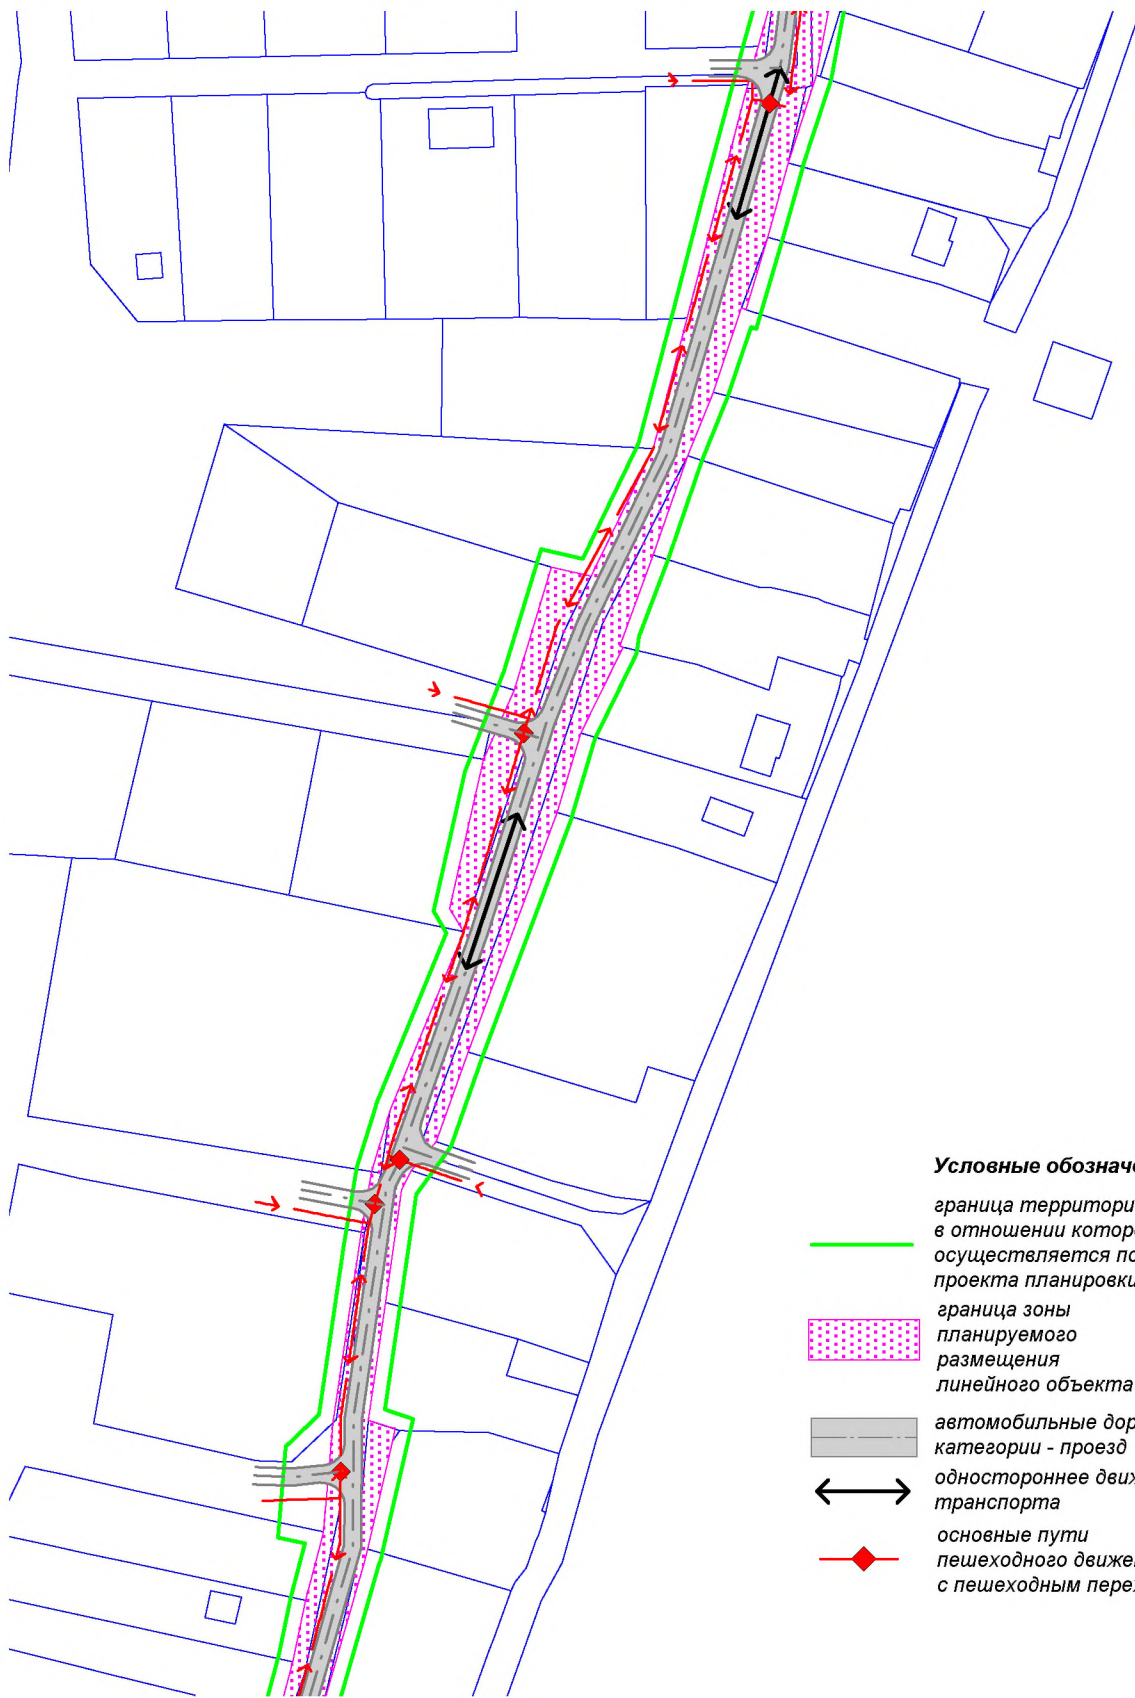 Условные обозначе
граница территори
в отношении котор
осуществляется по
проекта планировки
граница зоны
планируемого
размещения
линейного объекта
автомобильные дор
категории - проезд
одностороннее движ
транспорта
основные пути
пешеходного движе
с пешеходным пере